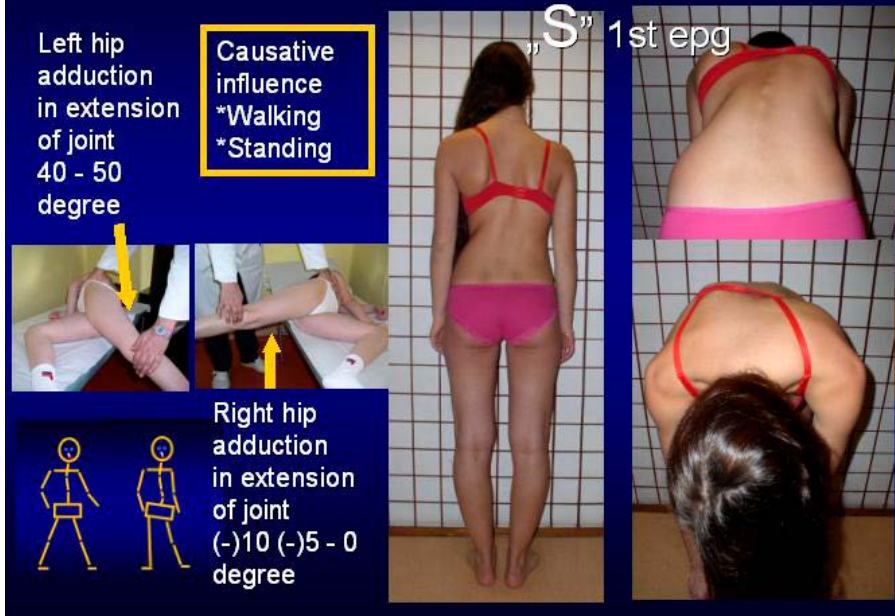 „S” 1st epg
Left hip
adduction
in extension
of joint
40 - 50
degree
Causative
influence
*Walking
*Standing
Right hip
adduction
in extension
of joint
(-)10 (-)5 - 0
degree